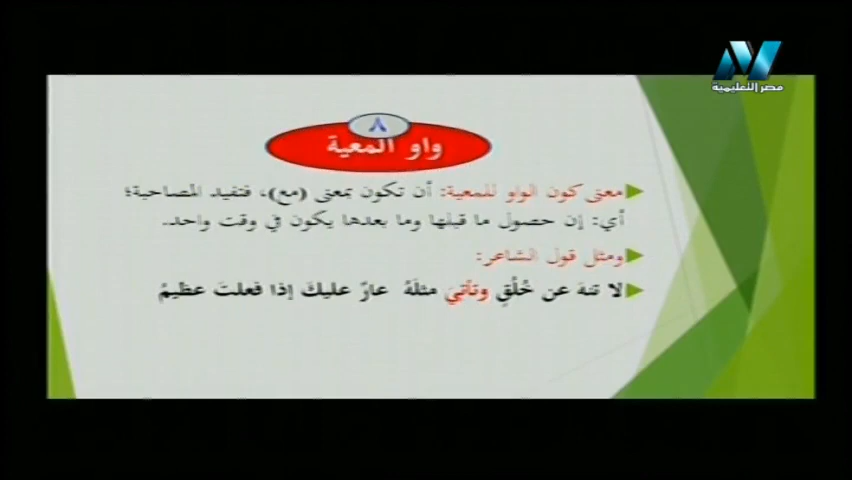 مصر التعليمية
٨
واو المعية
معنى كون الواو للمعية: أن تكون بمعنى (مع)، فتفيد المصاحبة؛
أي: إن حصول ما قبلها وما بعدها يكون في وقت واحد.
ومثل قول الشاعر:
لا تنهَ عن خُلُقٍ وتأتيَ مثلَهُ عارٌ عليكَ إذا فعلتَ عظيمُ